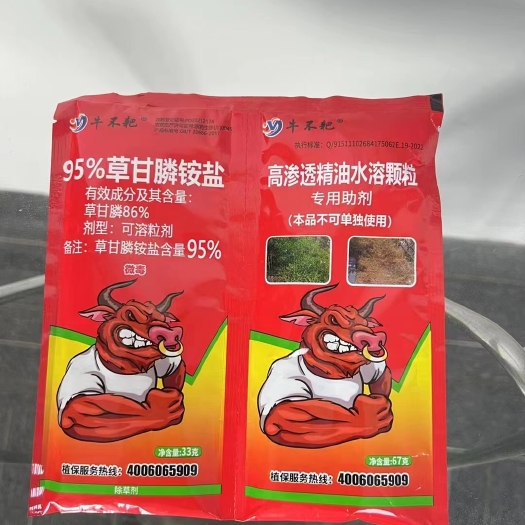 牛不耙®
95%草甘膦铵盐
有效成分及其含量:
草甘膦86%
剂型: 可溶粒剂
备注: 草甘膦铵盐含量95%
微毒
净含量:33克
植保服务热线: 4006065909
除草剂
牛不耙®
高渗透精油水溶颗粒
专用助剂
(本品不可单独使用)
净含量:67克
植保服务热线: 4006065909